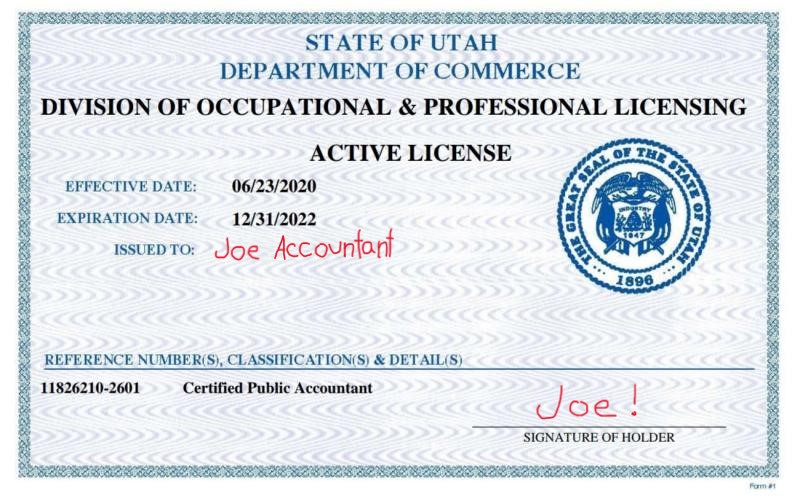 STATE OF UTAH
DEPARTMENT OF COMMERCE
DIVISION OF OCCUPATIONAL & PROFESSIONAL LICENSING
ACTIVE LICENSE
EFFECTIVE DATE: 06/23/2020
EXPIRATION DATE: 12/31/2022
ISSUED TO: Joe Accountant
THE GREAT SEAL OF THE STATE OF UTAH
INDUSTRY
1847
1896
REFERENCE NUMBER(S), CLASSIFICATION(S) & DETAIL(S)
11826210-2601 Certified Public Accountant
Joe!
SIGNATURE OF HOLDER
Form #1